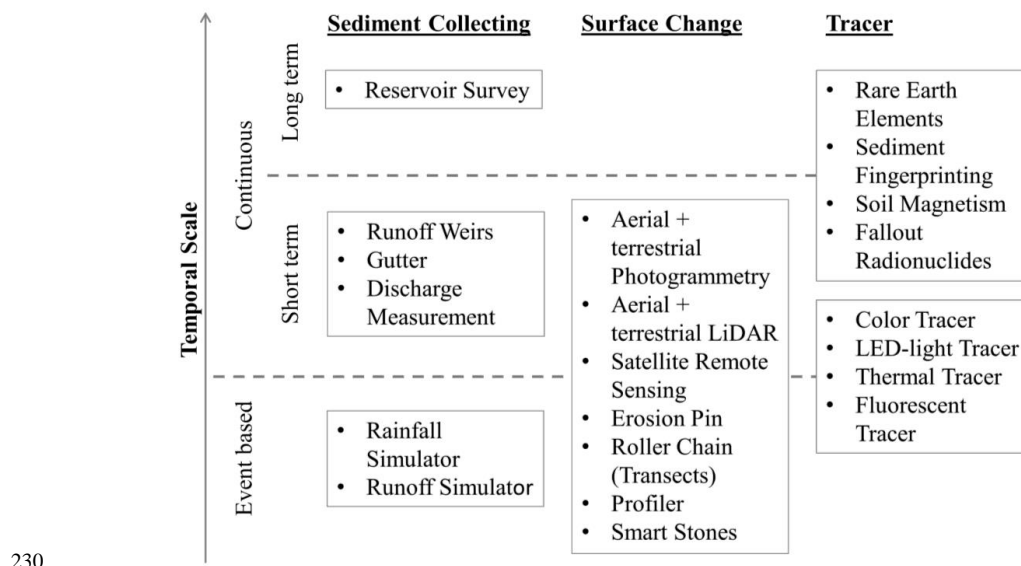 Sediment Collecting
Surface Change
Tracer
Temporal Scale
Continuous
Long term
Short term
Event based
• Reservoir Survey
• Runoff Weirs
• Gutter
• Discharge
Measurement
• Rainfall
Simulator
• Runoff Simulator
• Aerial +
terrestrial
Photogrammetry
• Aerial +
terrestrial LiDAR
• Satellite Remote
Sensing
• Erosion Pin
• Roller Chain
(Transects)
• Profiler
• Smart Stones
• Rare Earth
Elements
• Sediment
Fingerprinting
• Soil Magnetism
• Fallout
Radionuclides
• Color Tracer
• LED-light Tracer
• Thermal Tracer
• Fluorescent
Tracer
230